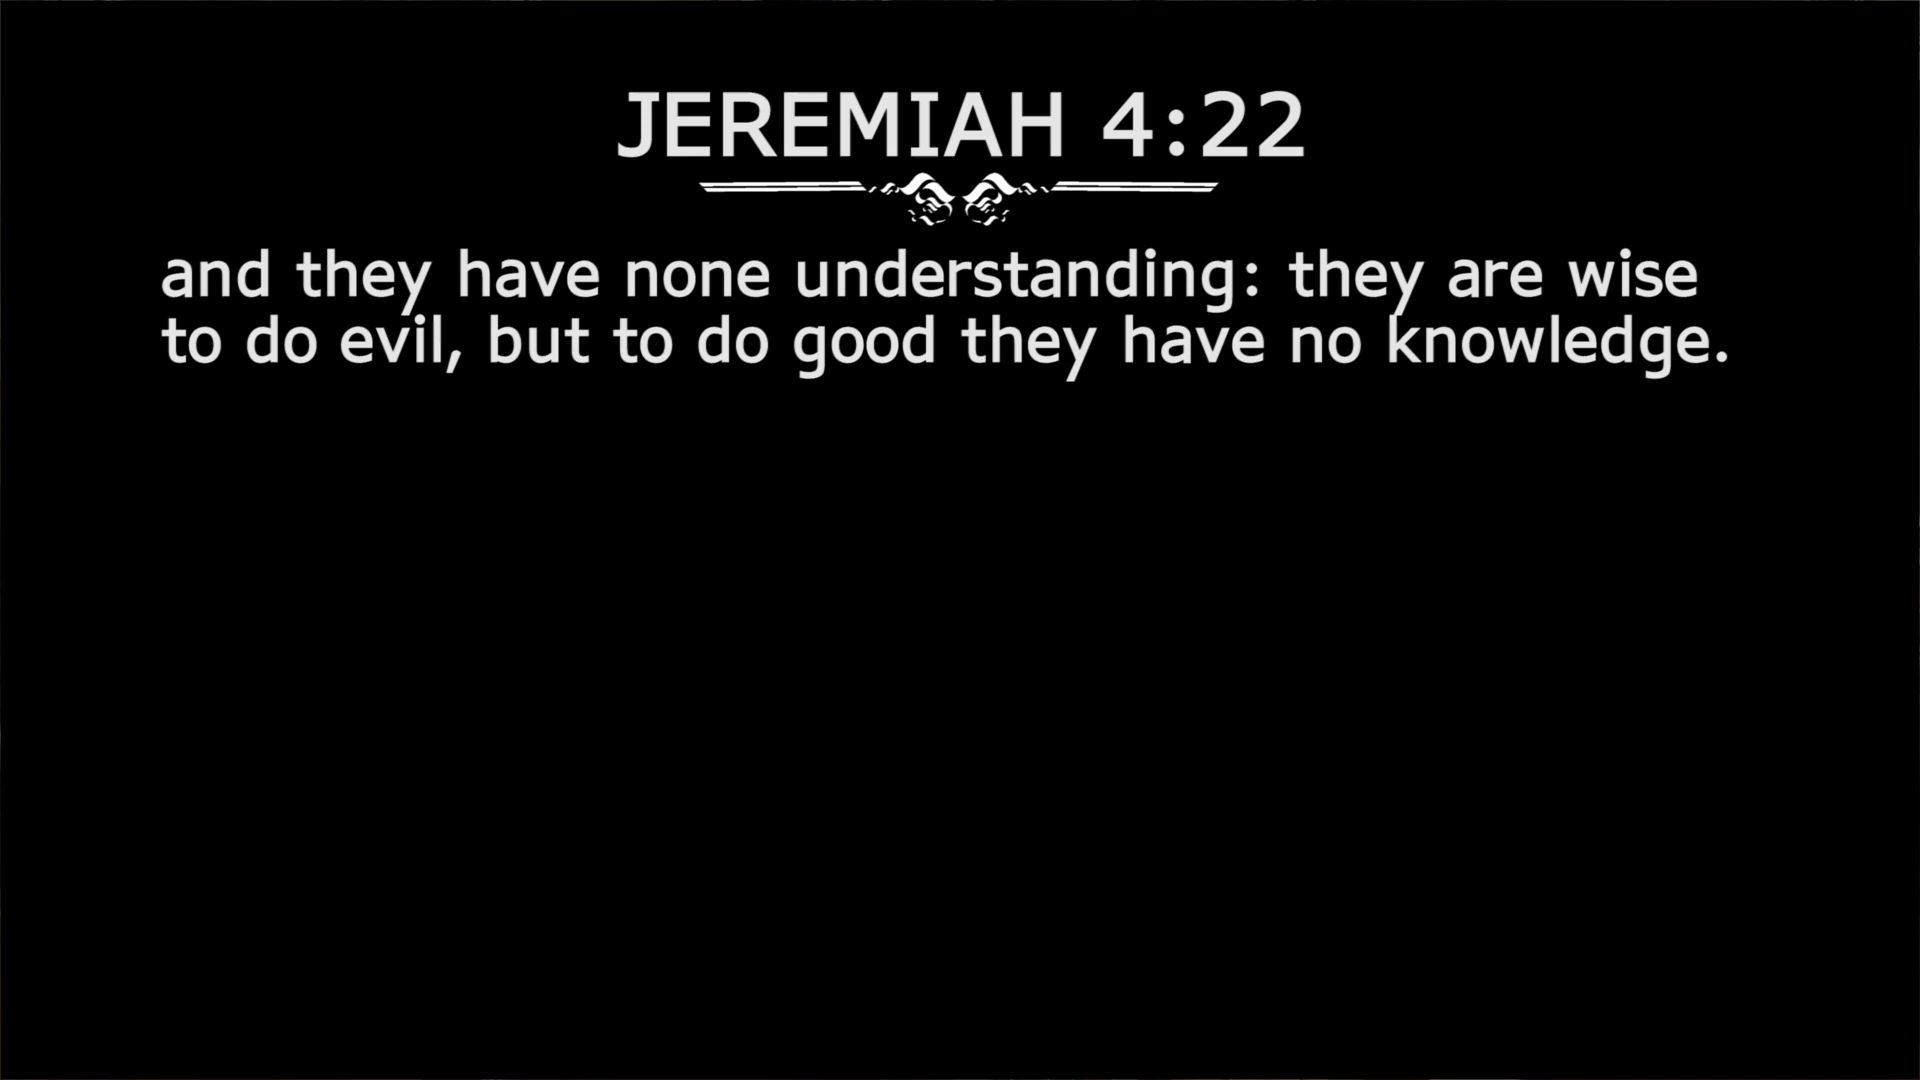 JEREMIAH 4:22
and they have none understanding: they are wise
to do evil, but to do good they have no knowledge.